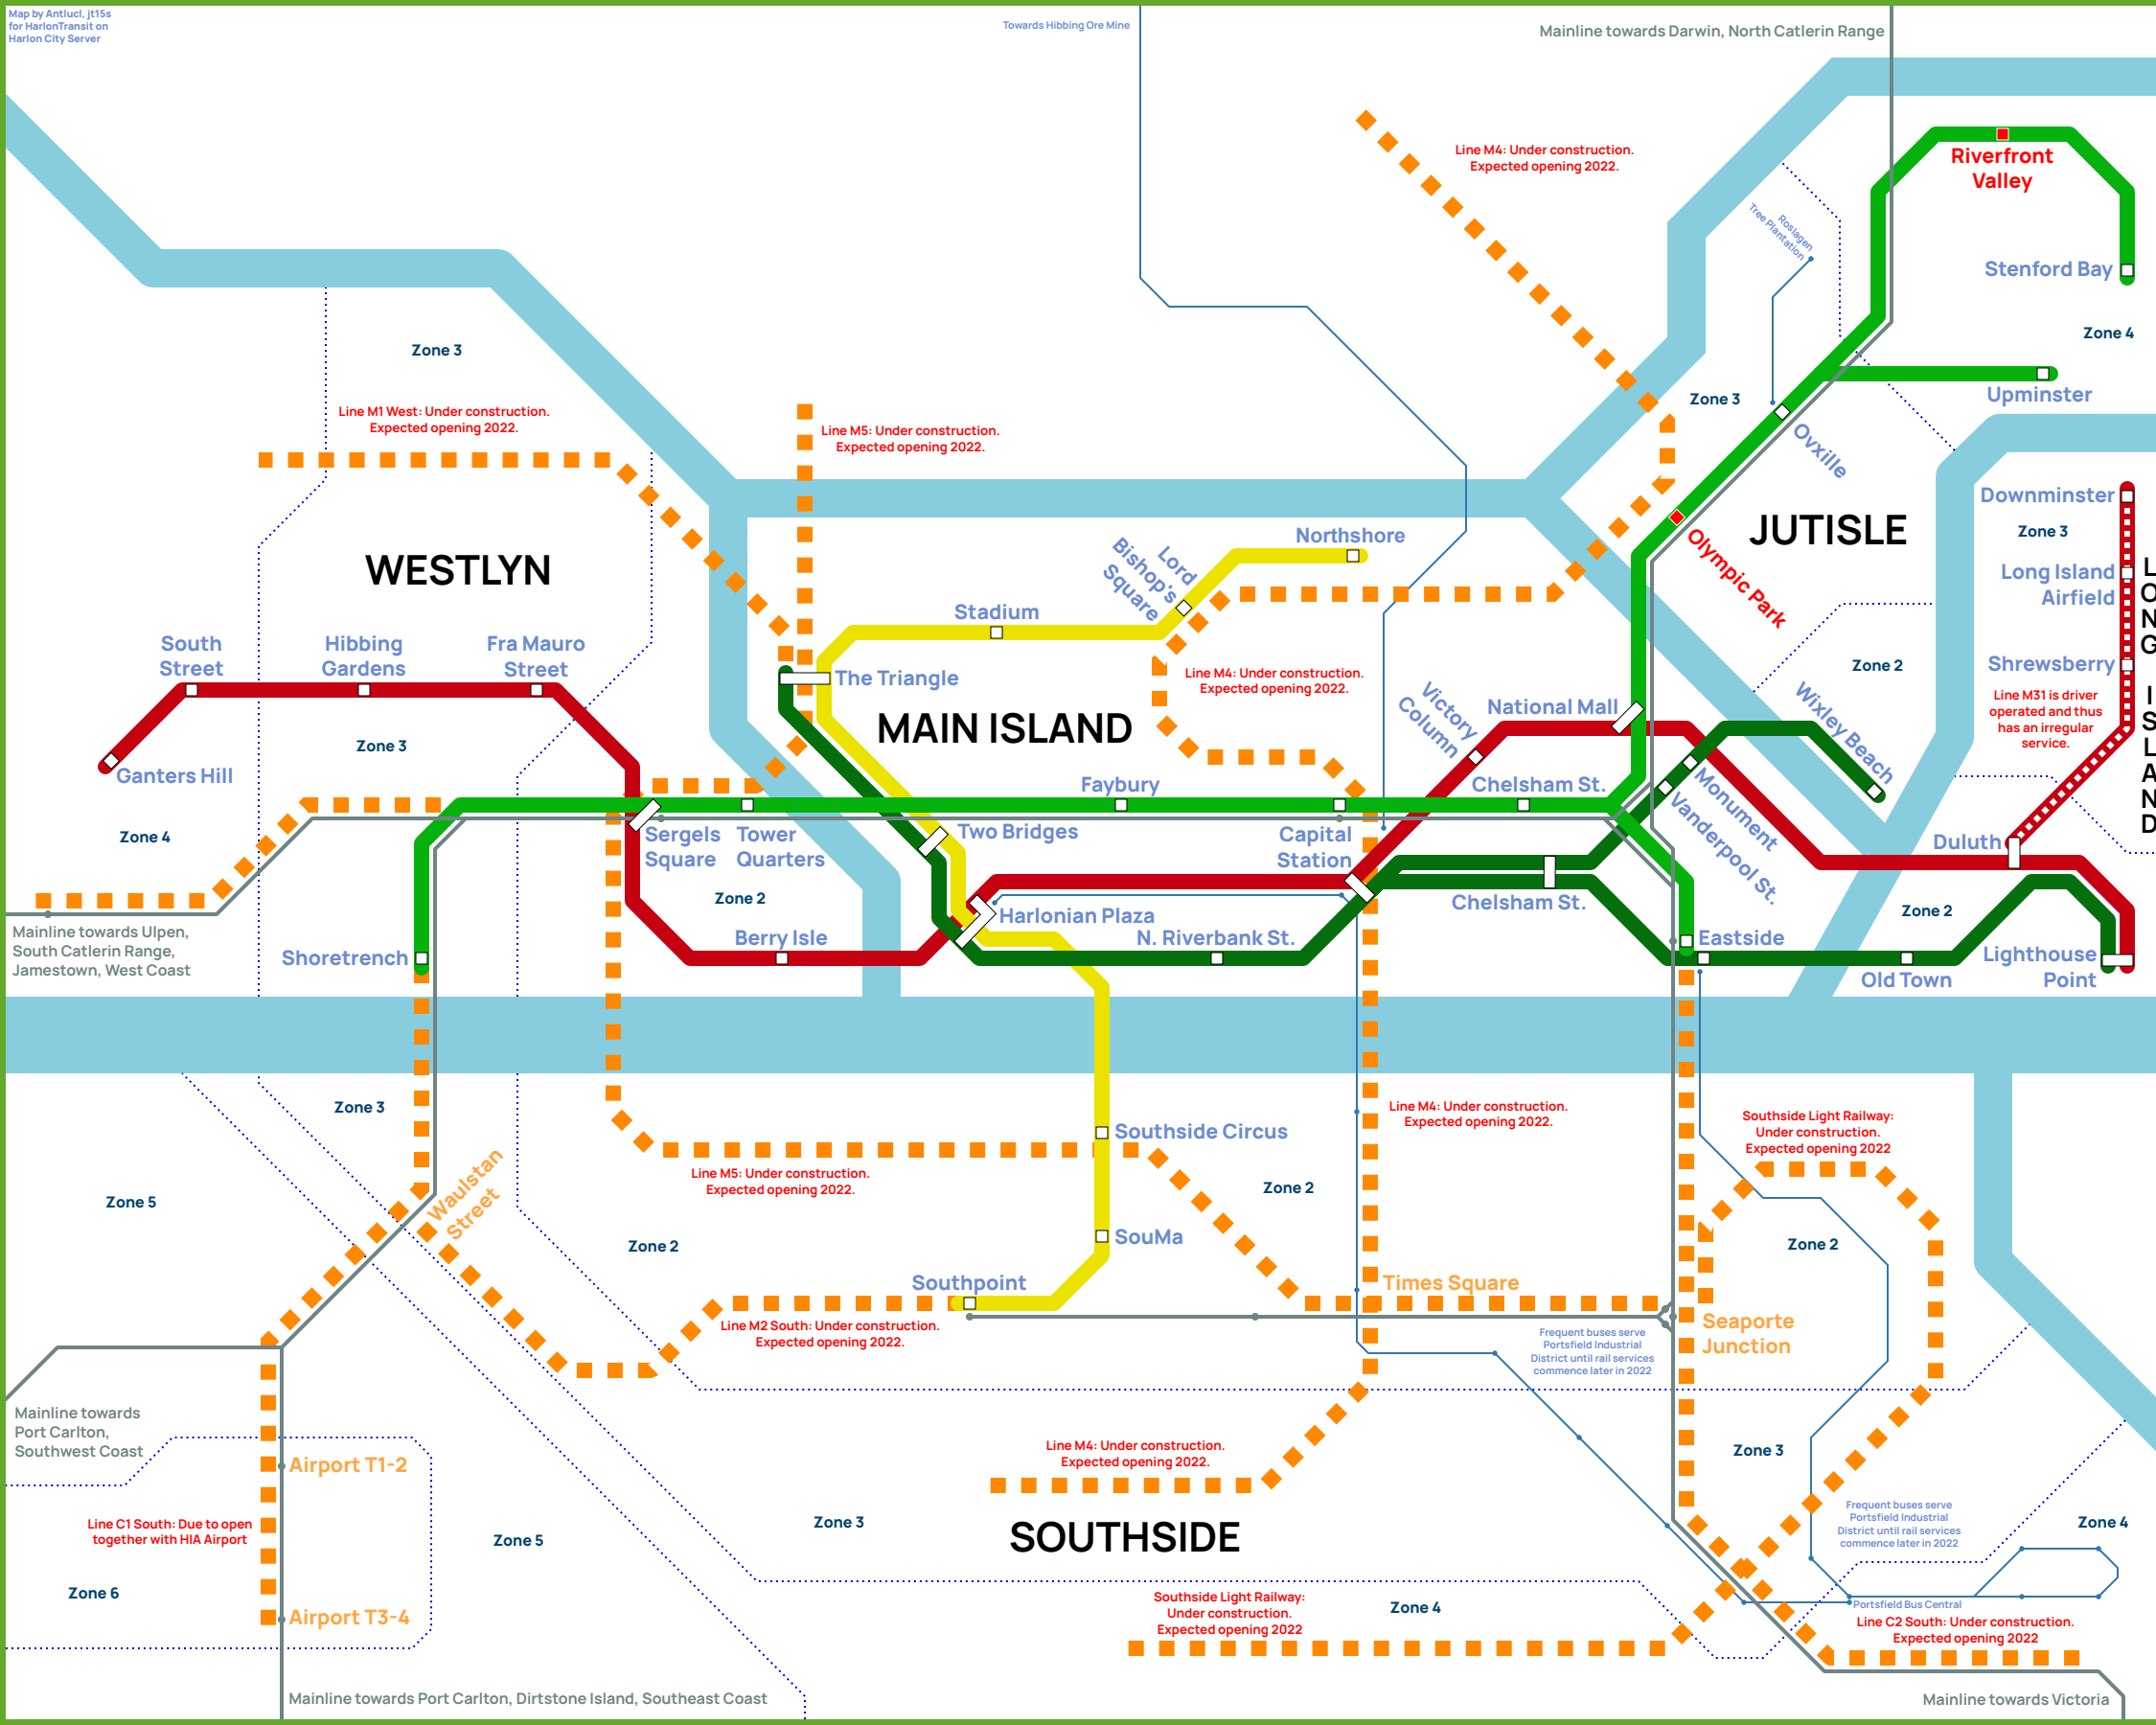 Map by Antlucl, jt15s
for HarlonTransit on
Harlon City Server
Towards Hibbing Ore Mine
Mainline towards Darwin, North Catlerin Range
Line M4: Under construction.
Expected opening 2022.
Riverfront
Valley
Roslagen
Tree Plantation
Stenford Bay
Zone 4
Zone 3
Upminster
Zone 3
Line M1 West: Under construction.
Expected opening 2022.
Line M5: Under construction.
Expected opening 2022.
Ovxville
Downminster
Zone 3
JUTISLE
Northshore
Lord
Bishop's
Square
Olympic Park
WESTLYN
Long Island
Airfield
LONG ISLAND
Stadium
South
Street
Hibbing
Gardens
Fra Mauro
Street
Shrewsberry
Zone 2
Line M31 is driver
operated and thus
has an irregular
service.
The Triangle
Line M4: Under construction.
Expected opening 2022.
Victory
Column
National Mall
Wixley Beach
MAIN ISLAND
Zone 3
Ganters Hill
Faybury
Chelsham St.
Monument
Vanderpool St.
Zone 4
Sergels
Square
Tower
Quarters
Two Bridges
Capital
Station
Duluth
Zone 2
Harlonian Plaza
Chelsham St.
Zone 2
Mainline towards Ulpen,
South Catlerin Range,
Jamestown, West Coast
Shoretrench
Berry Isle
N. Riverbank St.
Eastside
Old Town
Lighthouse
Point
Zone 3
Line M4: Under construction.
Expected opening 2022.
Southside Light Railway:
Under construction.
Expected opening 2022
Southside Circus
Waulstan
Street
Line M5: Under construction.
Expected opening 2022.
Zone 2
Zone 5
Zone 2
SouMa
Zone 2
Southpoint
Times Square
Line M2 South: Under construction.
Expected opening 2022.
Seaporte
Junction
Frequent buses serve
Portsfield Industrial
District until rail services
commence later in 2022
Mainline towards
Port Carlton,
Southwest Coast
Airport T1-2
Line M4: Under construction.
Expected opening 2022.
Zone 3
Line C1 South: Due to open
together with HIA Airport
Zone 5
Zone 3
SOUTHSIDE
Frequent buses serve
Portsfield Industrial
District until rail services
commence later in 2022
Zone 4
Zone 6
Airport T3-4
Southside Light Railway:
Under construction.
Expected opening 2022
Zone 4
Portsfield Bus Central
Line C2 South: Under construction.
Expected opening 2022
Mainline towards Port Carlton, Dirtstone Island, Southeast Coast
Mainline towards Victoria